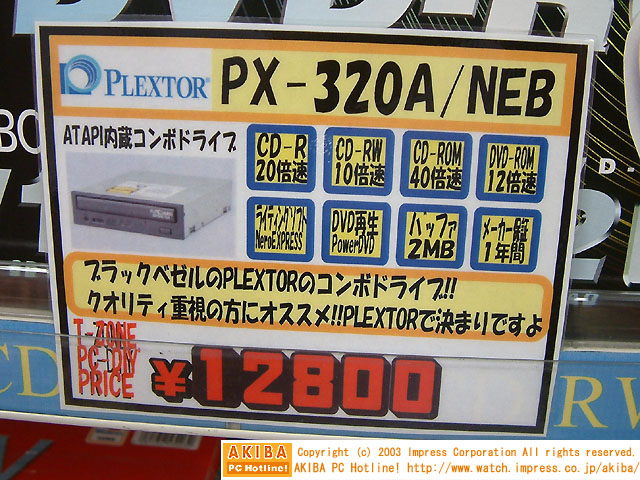 PLEXTOR PX-320A/NEB
ATAPI内蔵コンボドライブ
CD-R
20倍速
CD-RW
10倍速
CD-ROM
40倍速
DVD-ROM
12倍速
ライティングソフト
NeroEXPRESS
DVD再生
PowerDVD
バッファ
2MB
メーカー保証
1年間
ブラックベゼルのPLEXTORのコンボドライブ!!
クオリティ重視の方にオススメ!!PLEXTORで決まりですよ
T-ZONE
PC-DIY
PRICE
¥12800
CD
RW
AKIBA
PC Hotline!
Copyright (c) 2003 Impress Corporation All rights reserved.
AKIBA PC Hotline! http://www.watch.impress.co.jp/akiba/